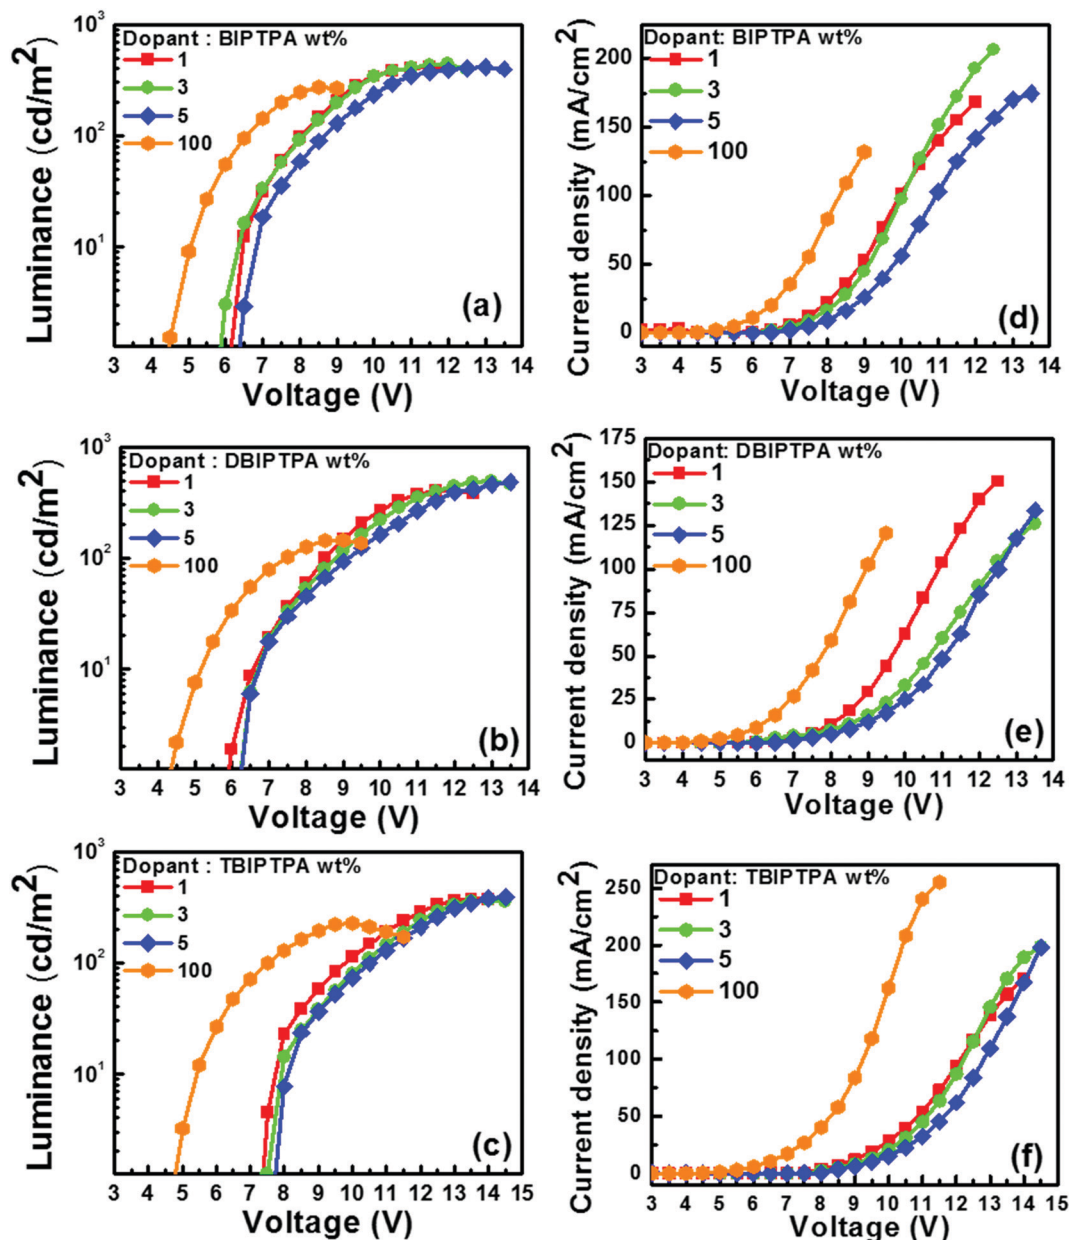 Dopant : BIPTPA wt%
1
3
5
100
(a)
10³
10²
10¹
Luminance (cd/m²)
3 4 5 6 7 8 9 10 11 12 13 14
Voltage (V)
Dopant: BIPTPA wt%
1
3
5
100
(d)
200
150
100
50
0
Current density (mA/cm²)
3 4 5 6 7 8 9 10 11 12 13 14
Voltage (V)
Dopant : DBIPTPA wt%
1
3
5
100
(b)
10³
10²
10¹
Luminance (cd/m²)
3 4 5 6 7 8 9 10 11 12 13 14
Voltage (V)
Dopant: DBIPTPA wt%
1
3
5
100
(e)
175
150
125
100
75
50
25
0
Current density (mA/cm²)
3 4 5 6 7 8 9 10 11 12 13 14
Voltage (V)
Dopant : TBIPTPA wt%
1
3
5
100
(c)
10³
10²
10¹
Luminance (cd/m²)
3 4 5 6 7 8 9 10 11 12 13 14 15
Voltage (V)
Dopant: TBIPTPA wt%
1
3
5
100
(f)
250
200
150
100
50
0
Current density (mA/cm²)
3 4 5 6 7 8 9 10 11 12 13 14 15
Voltage (V)